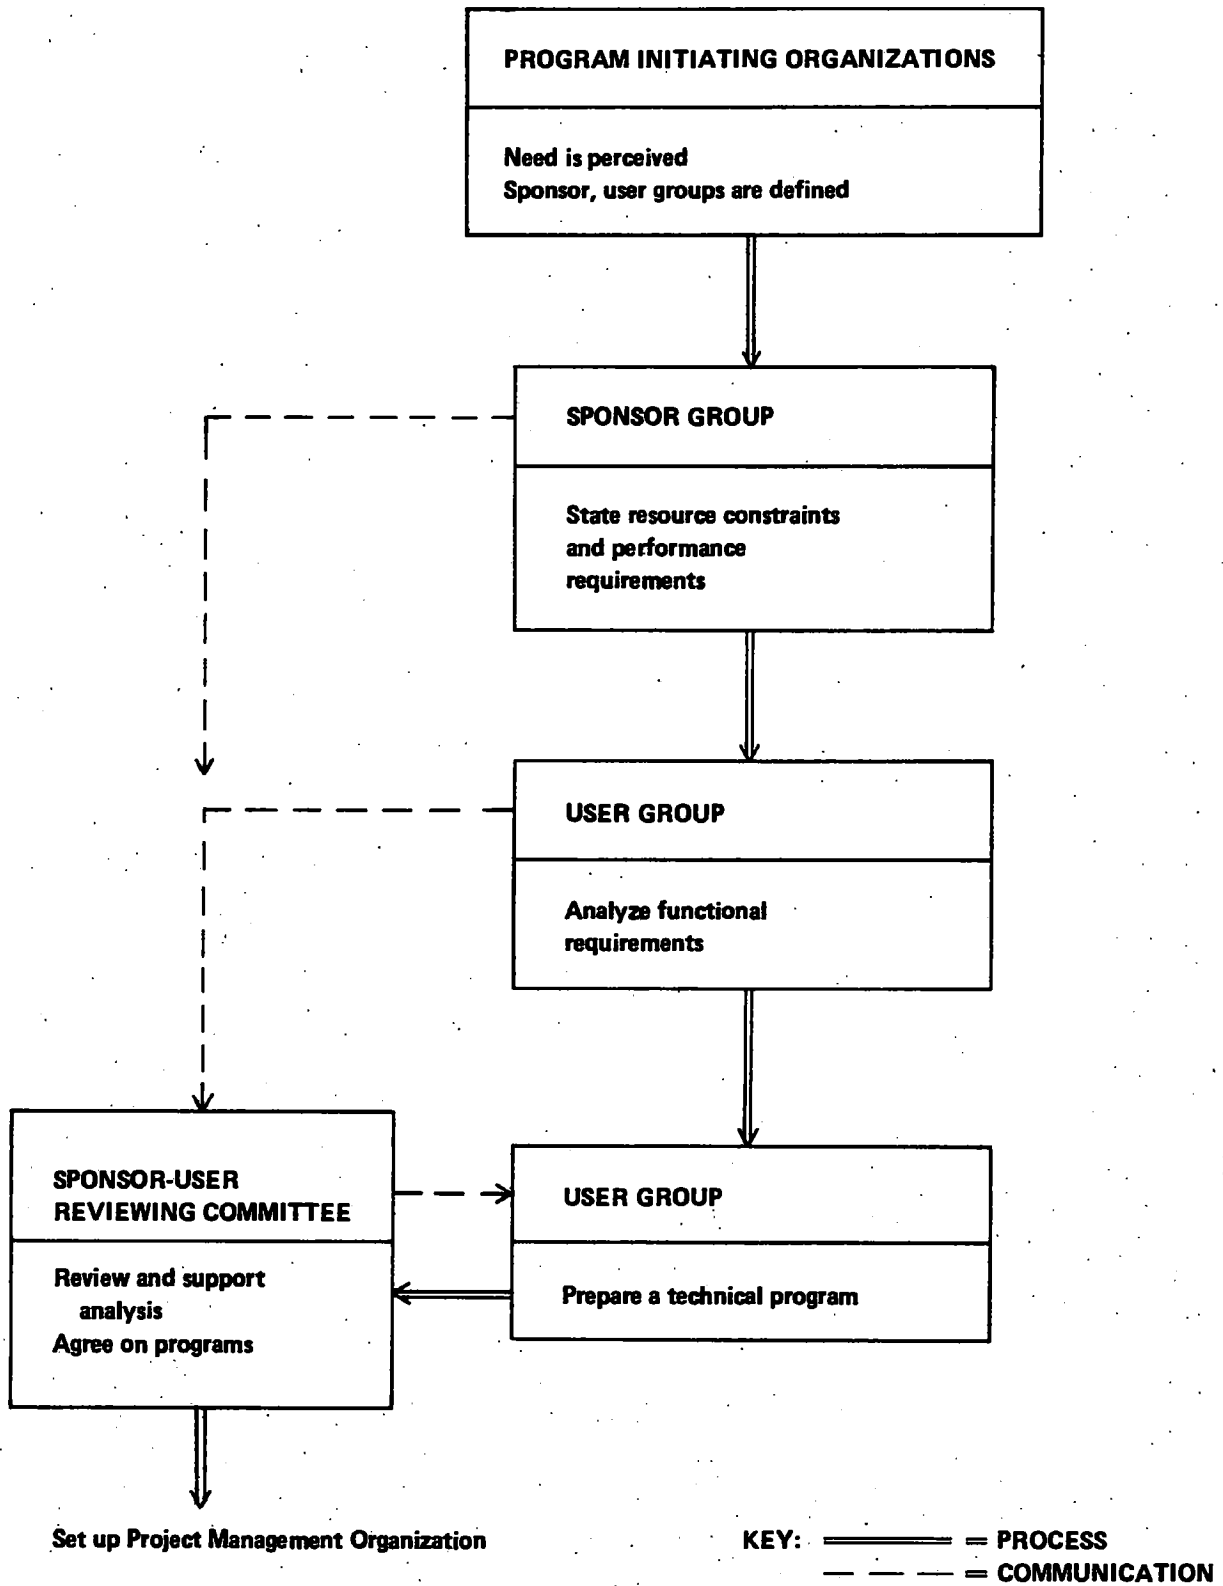 PROGRAM INITIATING ORGANIZATIONS
Need is perceived
Sponsor, user groups are defined
SPONSOR GROUP
State resource constraints
and performance
requirements
USER GROUP
Analyze functional
requirements
SPONSOR-USER
REVIEWING COMMITTEE
Review and support
analysis
Agree on programs
USER GROUP
Prepare a technical program
Set up Project Management Organization
KEY: = PROCESS
= COMMUNICATION